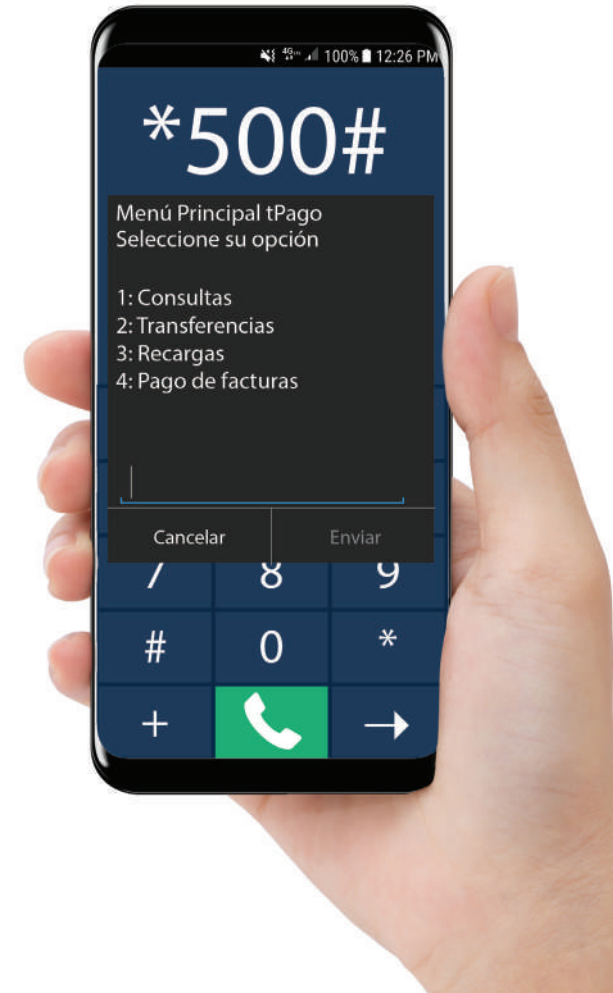 4G 100% 12:26 PM
*500#
Menú Principal tPago
Seleccione su opción
1: Consultas
2: Transferencias
3: Recargas
4: Pago de facturas
Cancelar Enviar
7 8 9
# 0 *
+ →